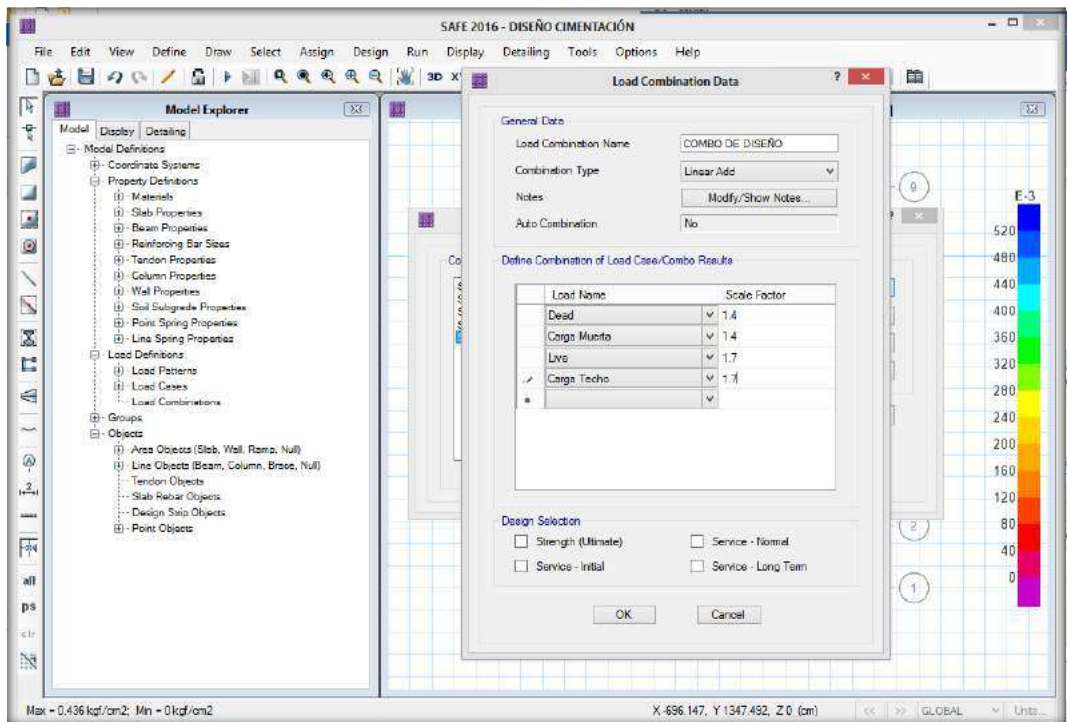 SAFE 2016 - DISEÑO CIMENTACIÓN
File Edit View Define Draw Select Assign Design Run Display Detailing Tools Options Help
3D
Model Explorer
Model Display Detailing
Model Definitions
Coordinate Systems
Property Definitions
Materials
Slab Properties
Beam Properties
Reinforcing Bar Sizes
Tendon Properties
Column Properties
Wall Properties
Soil Subgrade Properties
Point Spring Properties
Line Spring Properties
Load Definitions
Load Patterns
Load Cases
Load Combinations
Groups
Objects
Area Objects (Slab, Wall, Ramp, Null)
Line Objects (Beam, Column, Brace, Null)
Tendon Objects
Slab Rebar Objects
Design Strip Objects
Point Objects
all
ps
clr
Load Combination Data
?
General Data
Load Combination Name COMBO DE DISEÑO
Combination Type Linear Add
Notes Modify/Show Notes...
Auto Combination No
Define Combination of Load Case/Combo Results
Load Name Scale Factor
Dead 1.4
Carga Muerta 1.4
Live 1.7
Carga Techo 1.7
Design Selection
Strength (Ultimate) Service - Normal
Service - Initial Service - Long Term
OK Cancel
Co
9
2
1
E-3
520
480
440
400
360
320
280
240
200
160
120
80
40
0
Max = 0.436 kgf/cm2; Min = 0 kgf/cm2
X -696.147, Y 1347.492, Z 0 (cm)
<< >> GLOBAL Units...